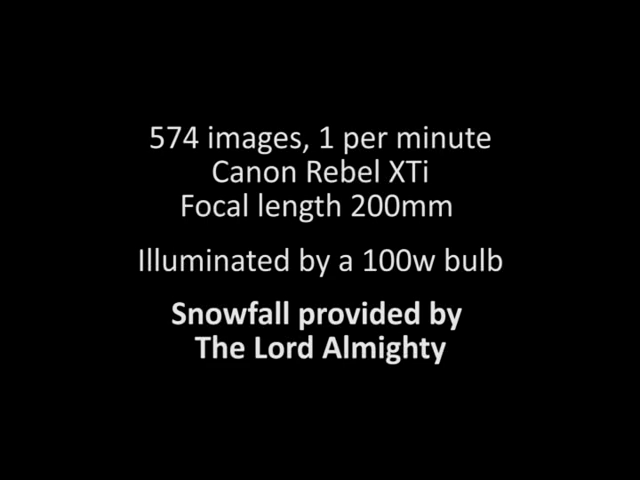 574 images, 1 per minute
Canon Rebel XTi
Focal length 200mm
Illuminated by a 100w bulb
Snowfall provided by
The Lord Almighty